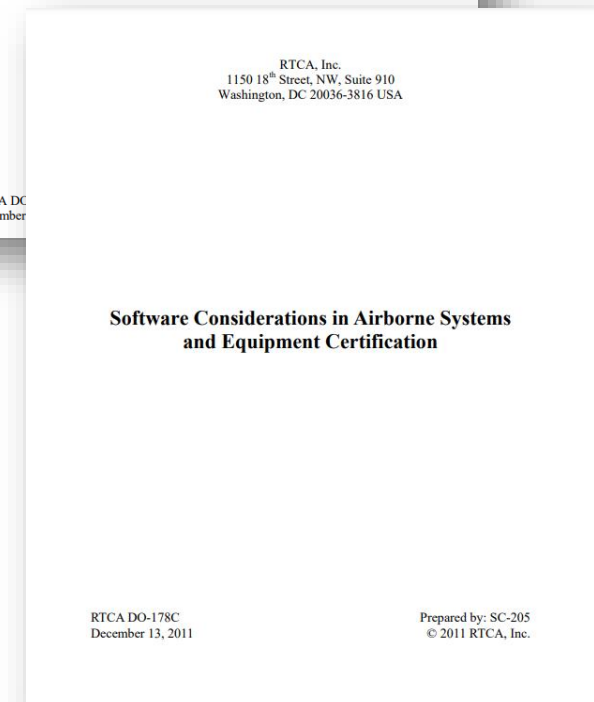 RTCA, Inc.
1150 18th Street, NW, Suite 910
Washington, DC 20036-3816 USA
Software Considerations in Airborne Systems
and Equipment Certification
RTCA DO-178C
December 13, 2011
Prepared by: SC-205
© 2011 RTCA, Inc.